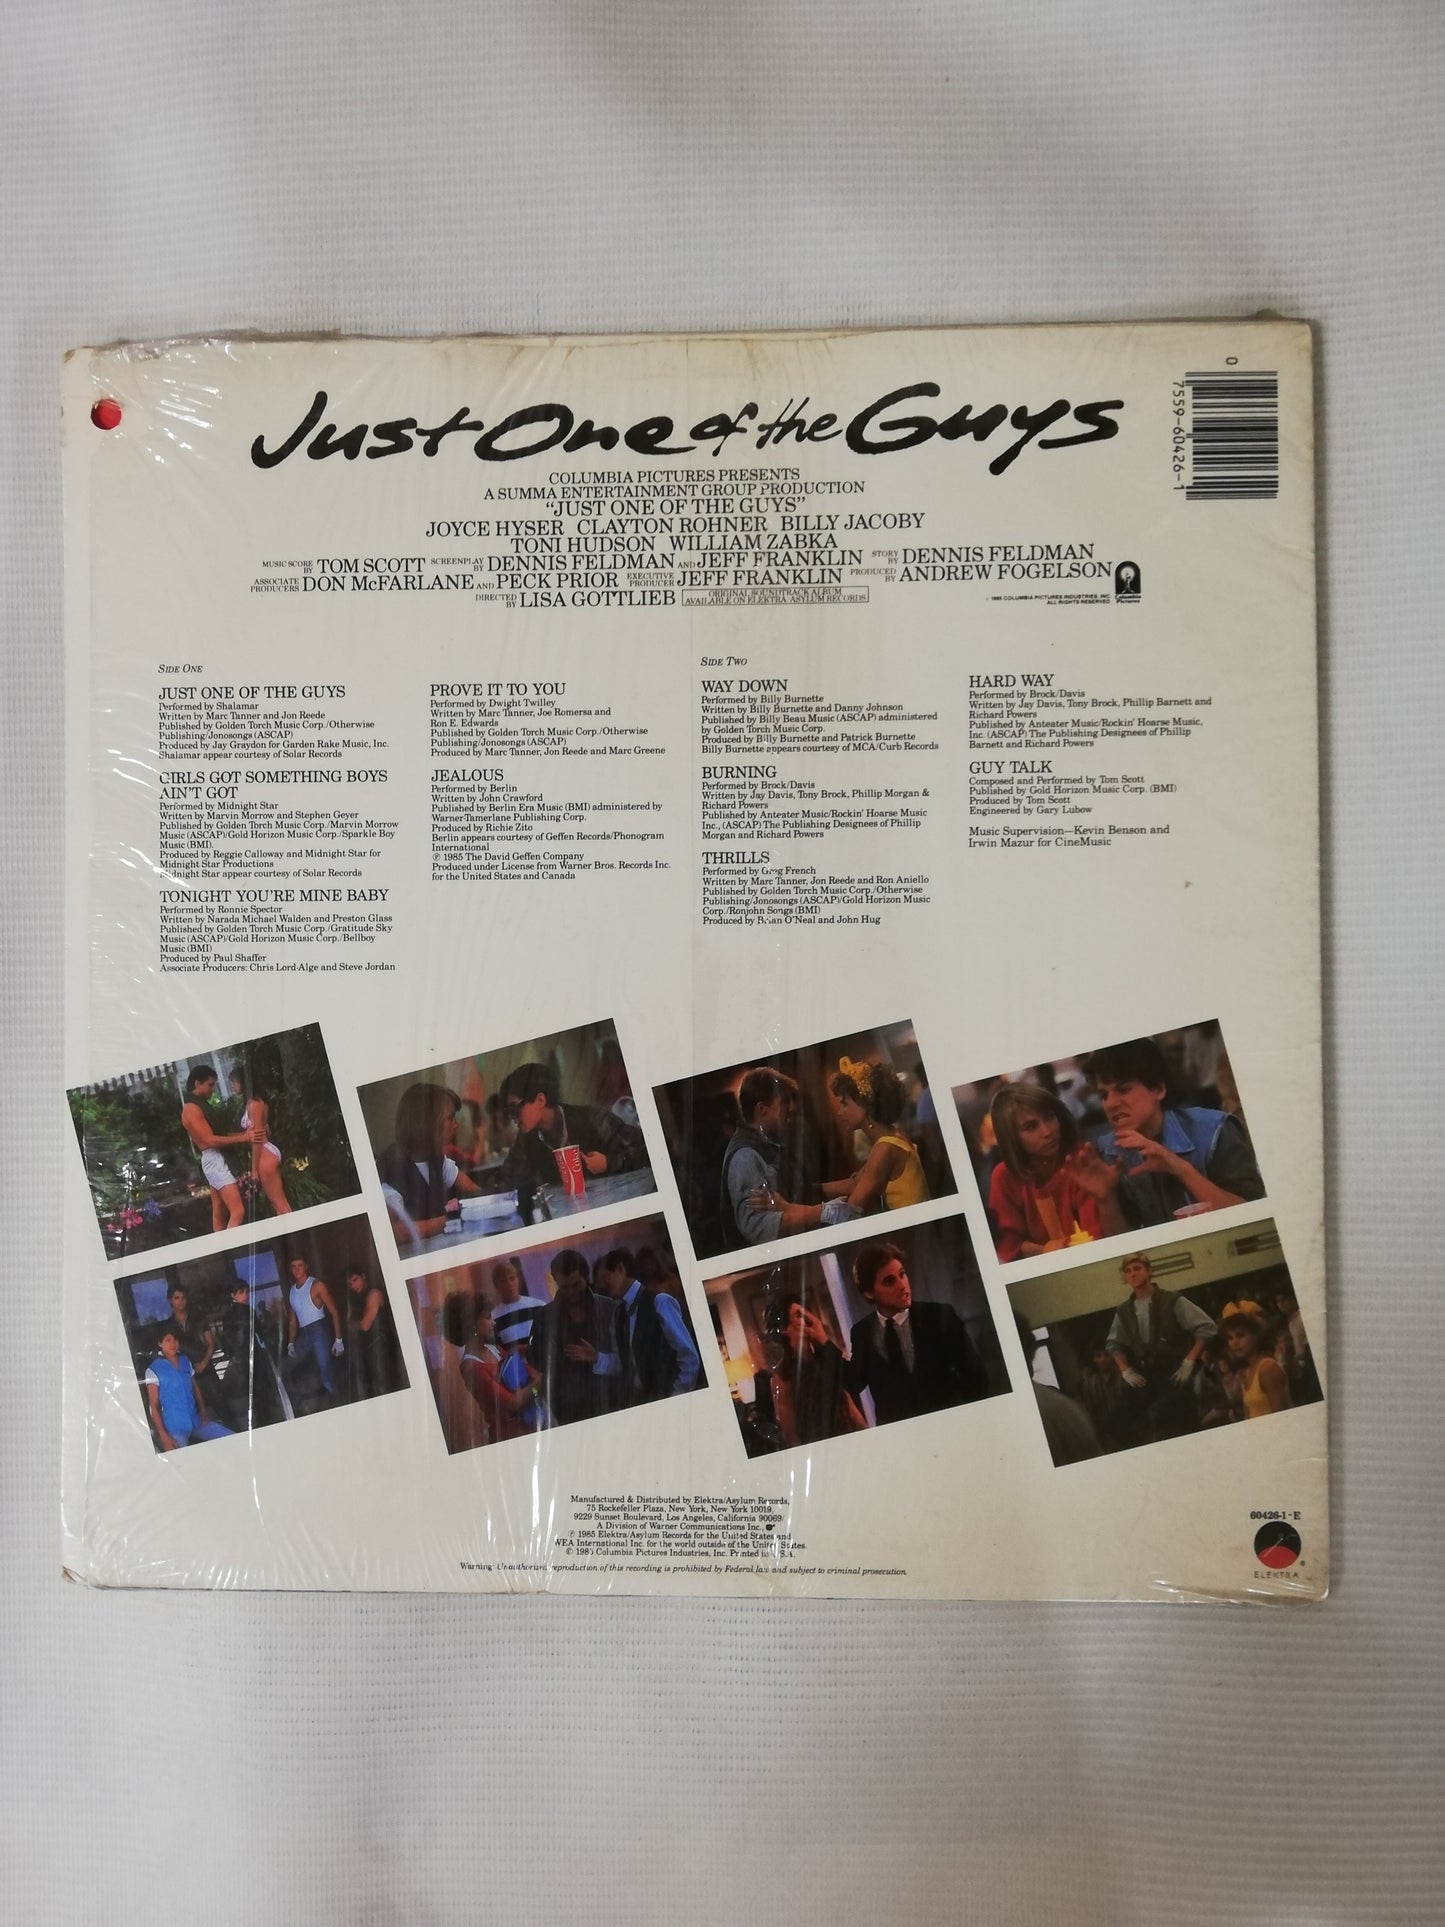 Just One of the Guys
0
7559-60426-1
COLUMBIA PICTURES PRESENTS
A SUMMA ENTERTAINMENT GROUP PRODUCTION
"JUST ONE OF THE GUYS"
JOYCE HYSER CLAYTON ROHNER BILLY JACOBY
TONI HUDSON WILLIAM ZABKA
MUSIC SCORE BY TOM SCOTT SCREENPLAY BY DENNIS FELDMAN AND JEFF FRANKLIN STORY BY DENNIS FELDMAN
ASSOCIATE PRODUCERS DON McFARLANE AND PECK PRIOR EXECUTIVE PRODUCER JEFF FRANKLIN PRODUCED BY ANDREW FOGELSON
DIRECTED BY LISA GOTTLIEB ORIGINAL SOUNDTRACK ALBUM AVAILABLE ON ELEKTRA/ASYLUM RECORDS
© 1985 COLUMBIA PICTURES INDUSTRIES, INC.
ALL RIGHTS RESERVED
Columbia
Pictures
SIDE ONE
JUST ONE OF THE GUYS
Performed by Shalamar
Written by Marc Tanner and Jon Reede
Published by Golden Torch Music Corp./Otherwise
Publishing/Jonosongs (ASCAP)
Produced by Jay Graydon for Garden Rake Music, Inc.
Shalamar appear courtesy of Solar Records
GIRLS GOT SOMETHING BOYS
AIN'T GOT
Performed by Midnight Star
Written by Marvin Morrow and Stephen Geyer
Published by Golden Torch Music Corp./Marvin Morrow
Music (ASCAP)/Gold Horizon Music Corp./Sparkle Boy
Music (BMI).
Produced by Reggie Calloway and Midnight Star for
Midnight Star Productions
Midnight Star appear courtesy of Solar Records
TONIGHT YOU'RE MINE BABY
Performed by Ronnie Spector
Written by Narada Michael Walden and Preston Glass
Published by Golden Torch Music Corp./Gratitude Sky
Music (ASCAP)/Gold Horizon Music Corp./Bellboy
Music (BMI)
Produced by Paul Shaffer
Associate Producers: Chris Lord-Alge and Steve Jordan
PROVE IT TO YOU
Performed by Dwight Twilley
Written by Marc Tanner, Joe Romersa and
Ron E. Edwards
Published by Golden Torch Music Corp./Otherwise
Publishing/Jonosongs (ASCAP)
Produced by Marc Tanner, Jon Reede and Marc Greene
JEALOUS
Performed by Berlin
Written by John Crawford
Published by Berlin Era Music (BMI) administered by
Warner-Tamerlane Publishing Corp.
Produced by Richie Zito
Berlin appears courtesy of Geffen Records/Phonogram
International
℗ 1985 The David Geffen Company
Produced under License from Warner Bros. Records Inc.
for the United States and Canada
SIDE TWO
WAY DOWN
Performed by Billy Burnette
Written by Billy Burnette and Danny Johnson
Published by Billy Beau Music (ASCAP) administered
by Golden Torch Music Corp.
Produced by Billy Burnette and Patrick Burnette
Billy Burnette appears courtesy of MCA/Curb Records
BURNING
Performed by Brock/Davis
Written by Jay Davis, Tony Brock, Phillip Morgan &
Richard Powers
Published by Anteater Music/Rockin' Hoarse Music
Inc., (ASCAP) The Publishing Designees of Phillip
Morgan and Richard Powers
THRILLS
Performed by Greg French
Written by Marc Tanner, Jon Reede and Ron Aniello
Published by Golden Torch Music Corp./Otherwise
Publishing/Jonosongs (ASCAP)/Gold Horizon Music
Corp./Ronjohn Songs (BMI)
Produced by Brian O'Neal and John Hug
HARD WAY
Performed by Brock/Davis
Written by Jay Davis, Tony Brock, Phillip Barnett and
Richard Powers
Published by Anteater Music/Rockin' Hoarse Music,
Inc. (ASCAP) The Publishing Designees of Phillip
Barnett and Richard Powers
GUY TALK
Composed and Performed by Tom Scott
Published by Gold Horizon Music Corp. (BMI)
Produced by Tom Scott
Engineered by Gary Lubow
Music Supervision—Kevin Benson and
Irwin Mazur for CineMusic
Coke
Manufactured & Distributed by Elektra/Asylum Records,
75 Rockefeller Plaza, New York, New York 10019,
9229 Sunset Boulevard, Los Angeles, California 90069
A Division of Warner Communications Inc.,
℗ 1985 Elektra/Asylum Records for the United States and
WEA International Inc. for the world outside of the United States.
© 1985 Columbia Pictures Industries, Inc. Printed in U.S.A.
Warning: Unauthorized reproduction of this recording is prohibited by Federal law and subject to criminal prosecution.
60426-1-E
ELEKTRA